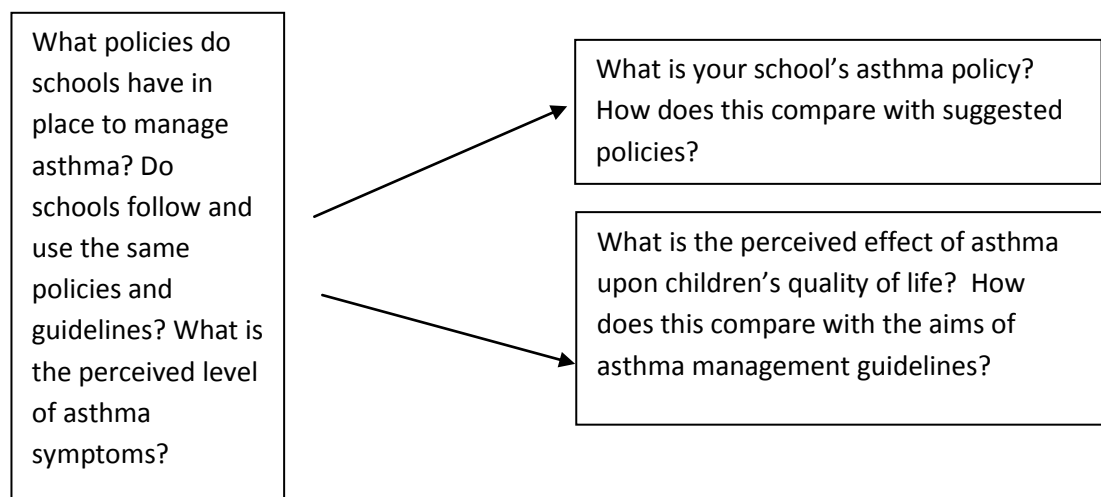 What policies do
schools have in
place to manage
asthma? Do
schools follow and
use the same
policies and
guidelines? What is
the perceived level
of asthma
symptoms?
What is your school’s asthma policy?
How does this compare with suggested
policies?
What is the perceived effect of asthma
upon children’s quality of life?  How
does this compare with the aims of
asthma management guidelines?